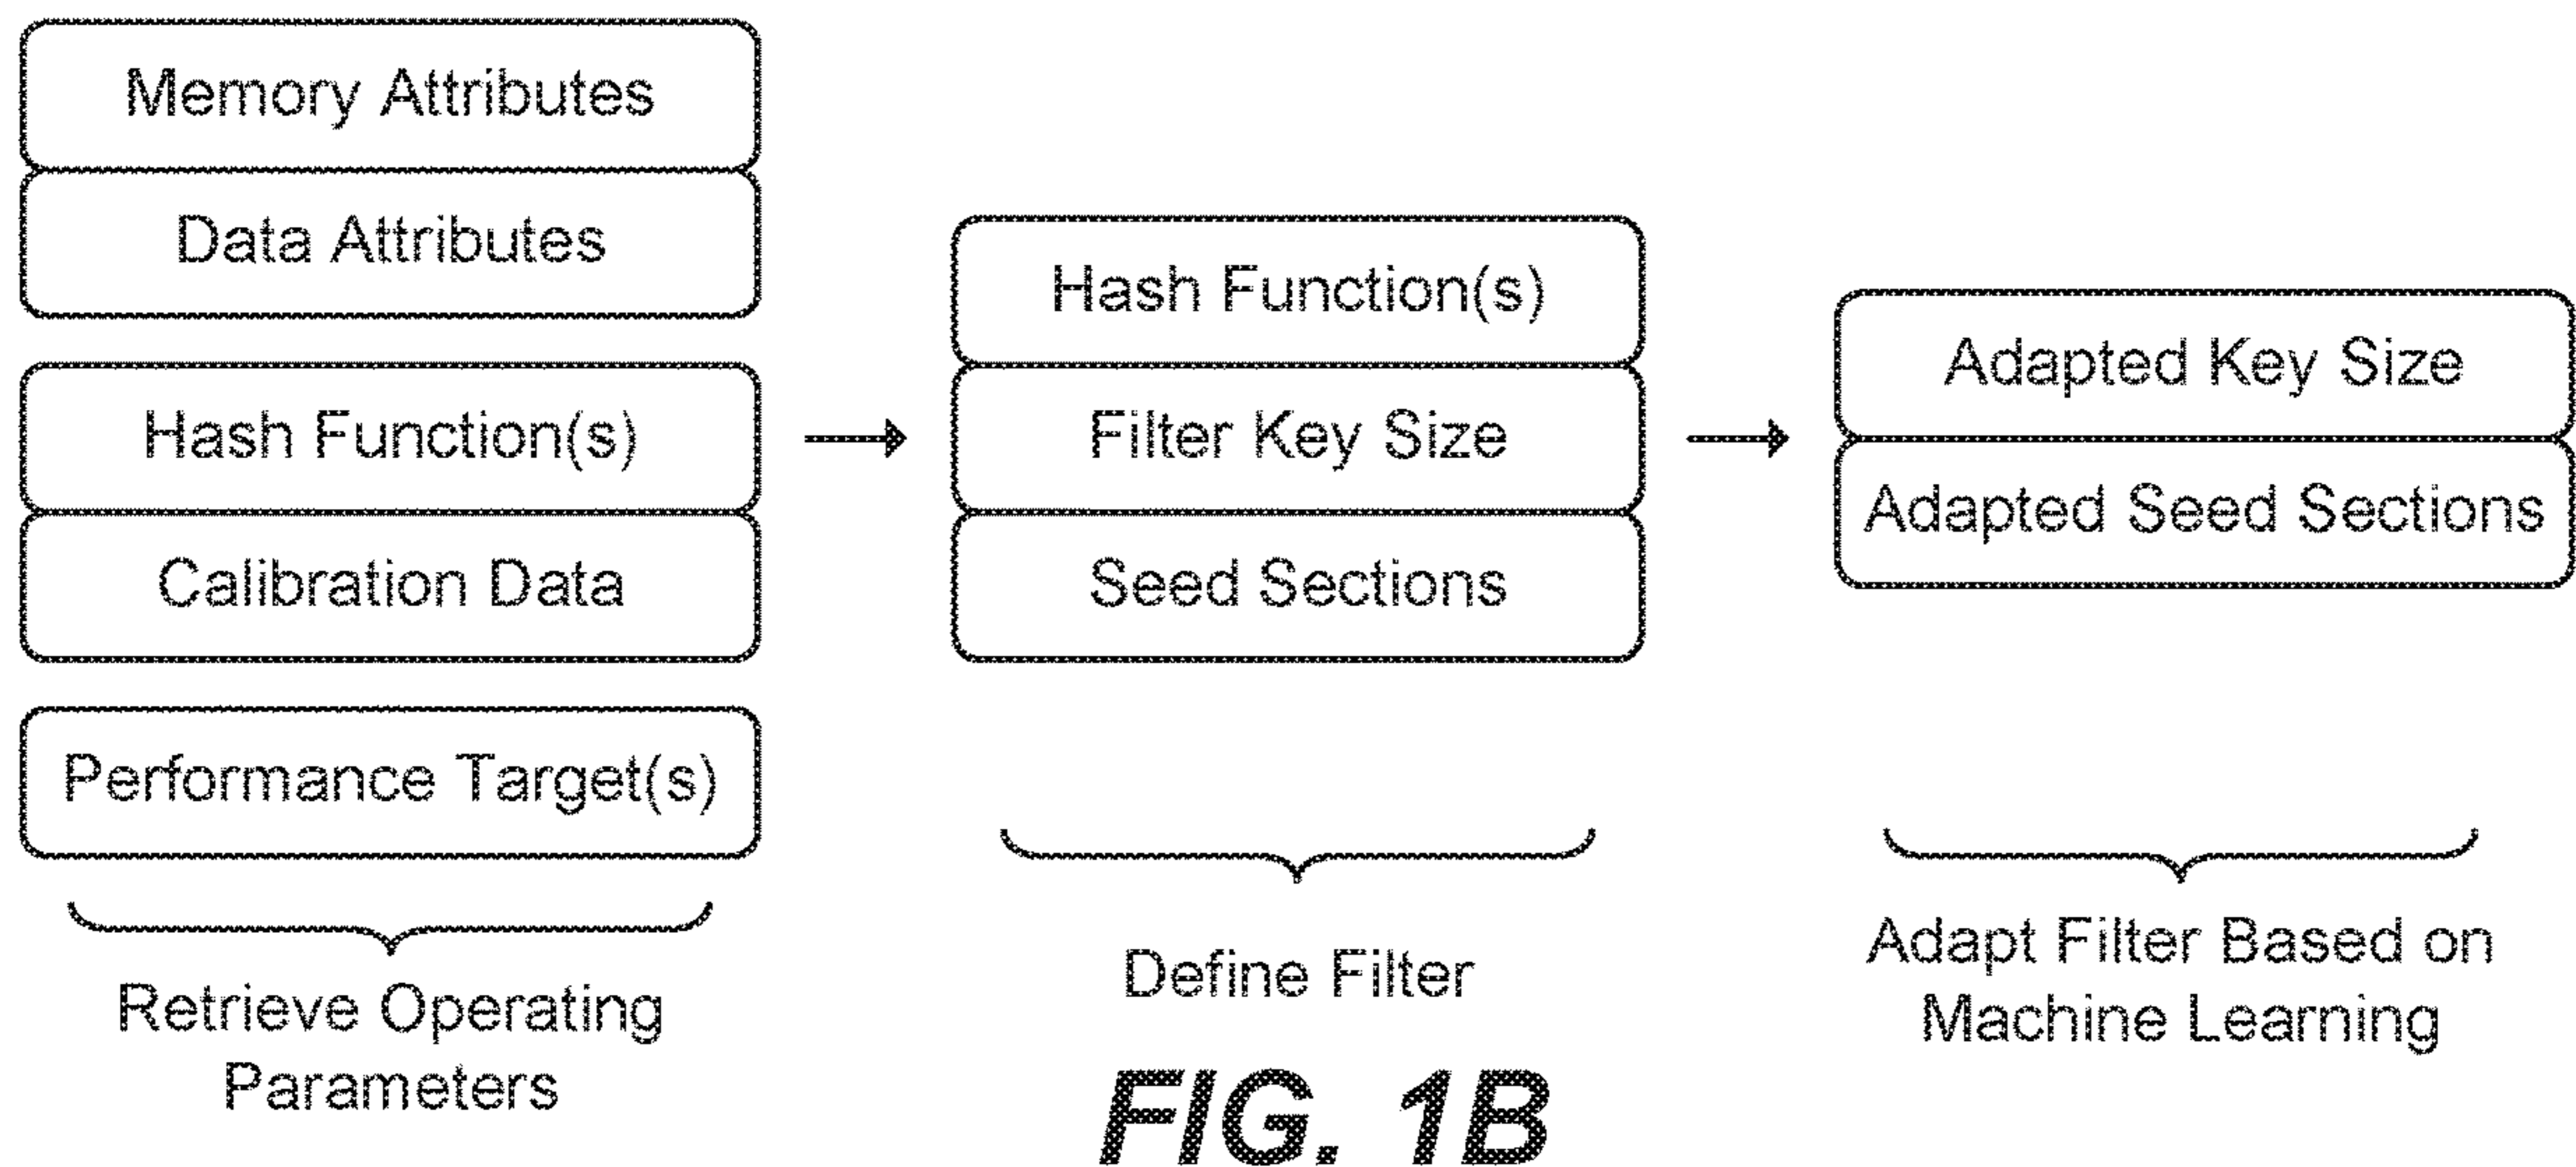 Memory Attributes
Data Attributes
Hash Function(s)
Calibration Data
Performance Target(s)
Retrieve Operating
Parameters
Hash Function(s)
Filter Key Size
Seed Sections
Define Filter
Adapted Key Size
Adapted Seed Sections
Adapt Filter Based on
Machine Learning
FIG. 1B